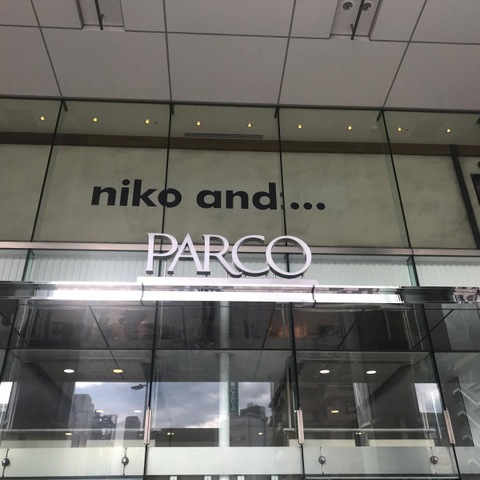 niko and ...
PARCO